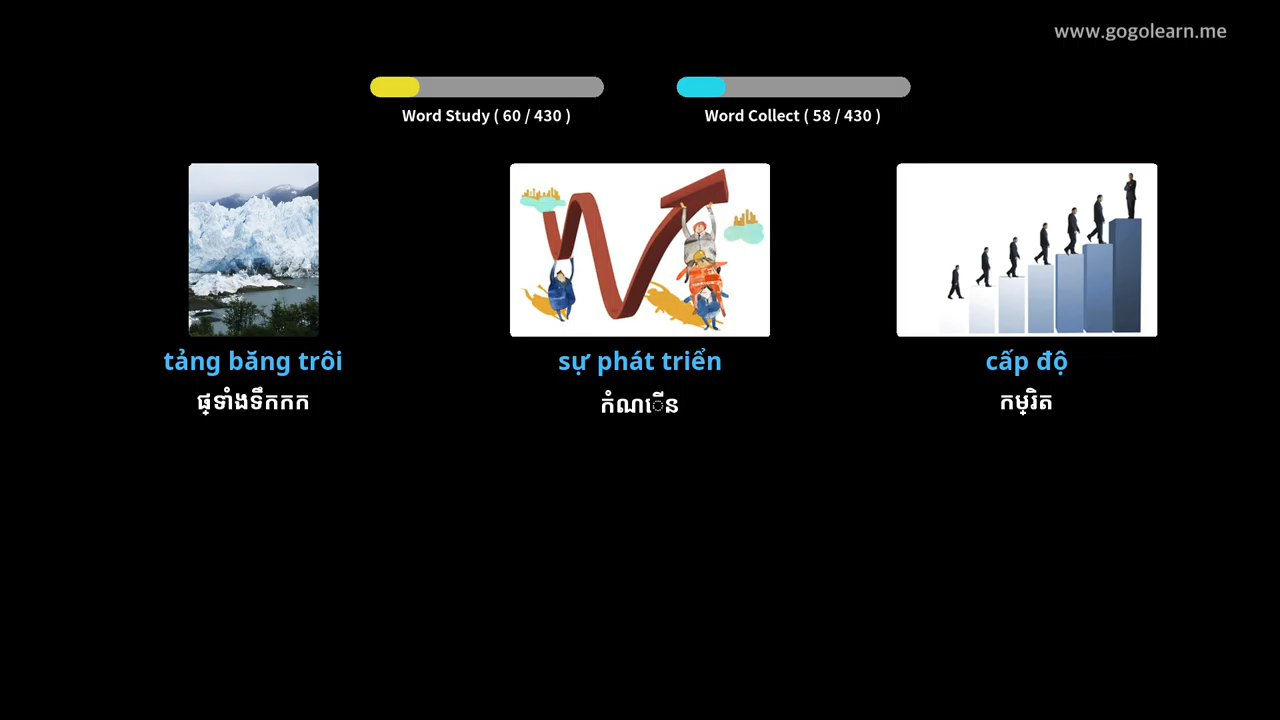 www.gogolearn.me
Word Study ( 60 / 430 )
Word Collect ( 58 / 430 )
tảng băng trôi
sự phát triển
cấp độ
ផ្ទាំងទឹកកក
កំណើន
កម្រិត